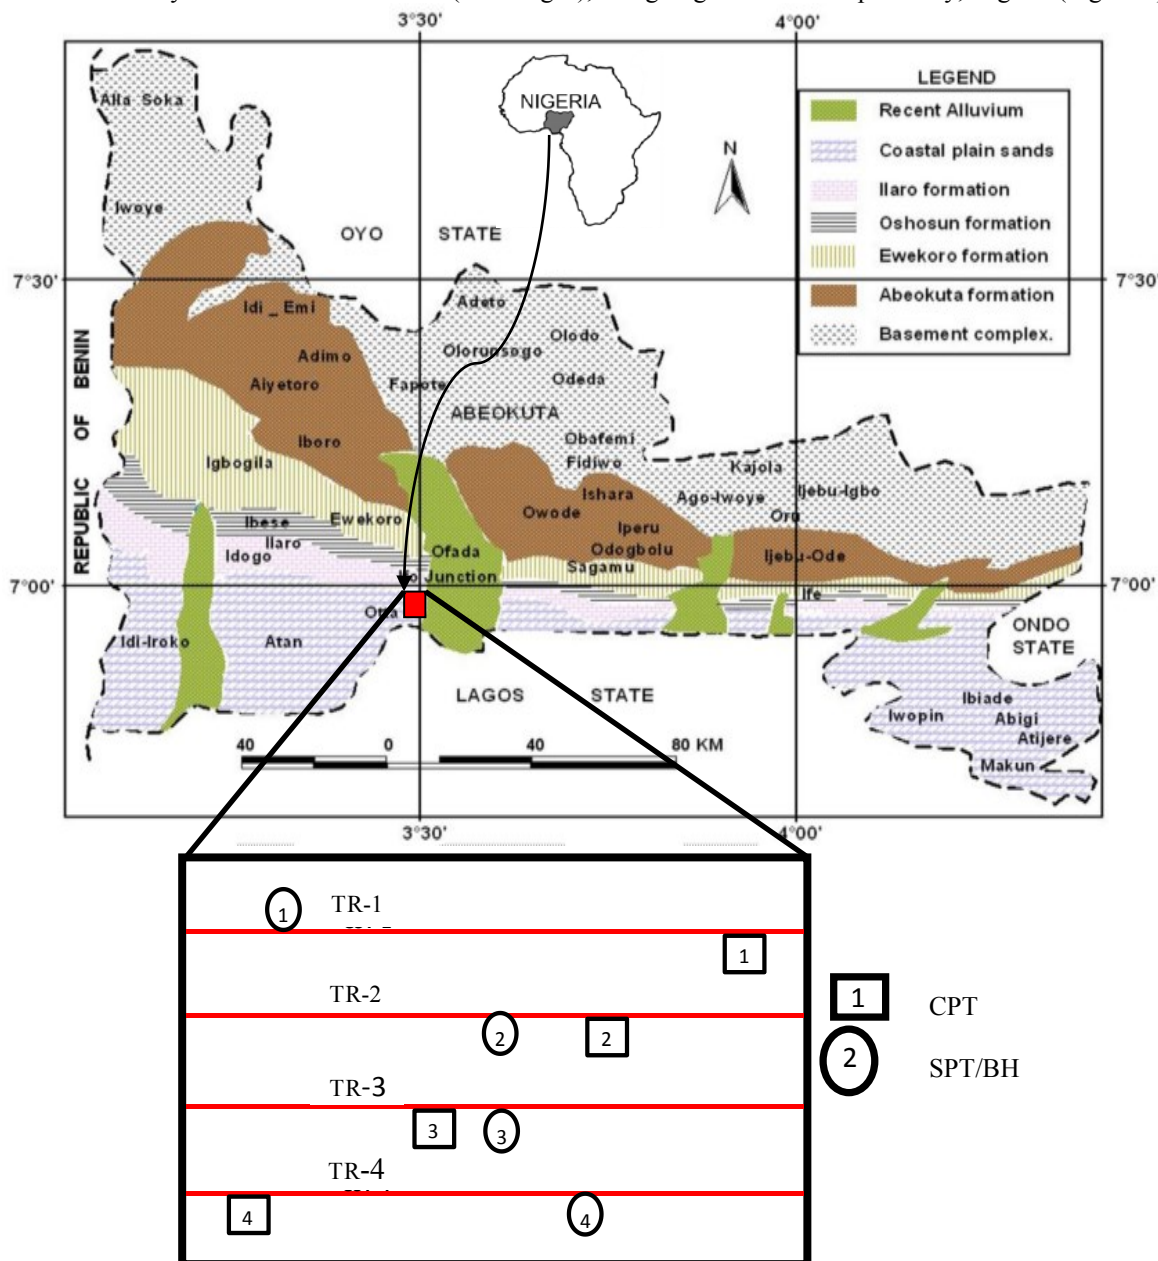 3°30'
4°00'
LEGEND
Recent Alluvium
Coastal plain sands
Ilaro formation
Oshosun formation
Ewekoro formation
Abeokuta formation
Basement complex.
NIGERIA
N
Alla Soka
Iwoye
OYO STATE
7°30'
7°30'
REPUBLIC OF BENIN
Idi _ Emi
Adeto
Olodo
Adimo
Olorunsogo
Aiyetoro
Fapote
Odeda
ABEOKUTA
Iboro
Obafemi
Igbogila
Fidiwo
Kajola
Ishara
Ago-Iwoye
Ijebu-Igbo
Ibese
Ewekoro
Owode
Oru
Ilaro
Iperu
Idogo
Ofada
Odogbolu
Ijebu-Ode
Sagamu
Junction
7°00'
7°00'
Ife
Otta
Idi-Iroko
Atan
ONDO
STATE
LAGOS STATE
Ibiade
Iwopin
Abigi
Atijere
Makun
40 0 40 80 KM
3°30'
4°00'
1
TR-1
1
TR-2
2
2
TR-3
3
3
TR-4
4
4
1
CPT
2
SPT/BH